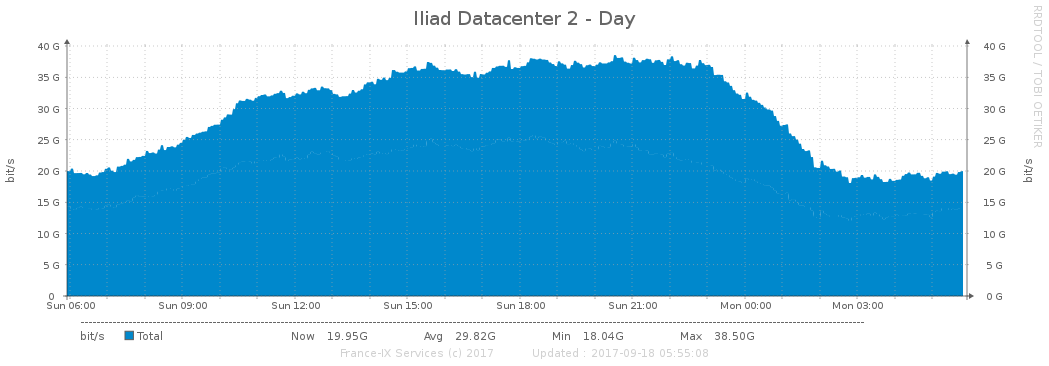 Iliad Datacenter 2 - Day
RRDTOOL / TOBI OETIKER
40 G 40 G
35 G 35 G
30 G 30 G
25 G 25 G
20 G 20 G
15 G 15 G
10 G 10 G
5 G 5 G
0 0 G
bit/s bit/s
Sun 06:00 Sun 09:00 Sun 12:00 Sun 15:00 Sun 18:00 Sun 21:00 Mon 00:00 Mon 03:00
bit/s Total Now 19.95G Avg 29.82G Min 18.04G Max 38.50G
France-IX Services (c) 2017 Updated : 2017-09-18 05:55:08